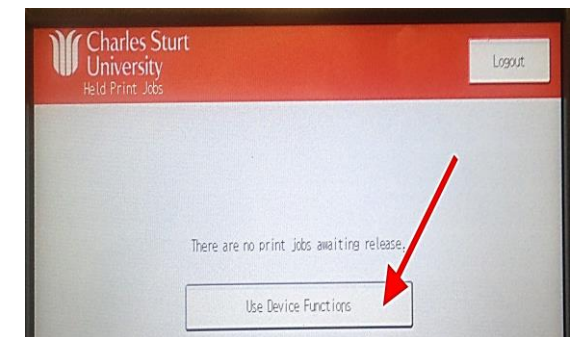 Charles Sturt
University
Held Print Jobs
Logout
There are no print jobs awaiting release.
Use Device Functions